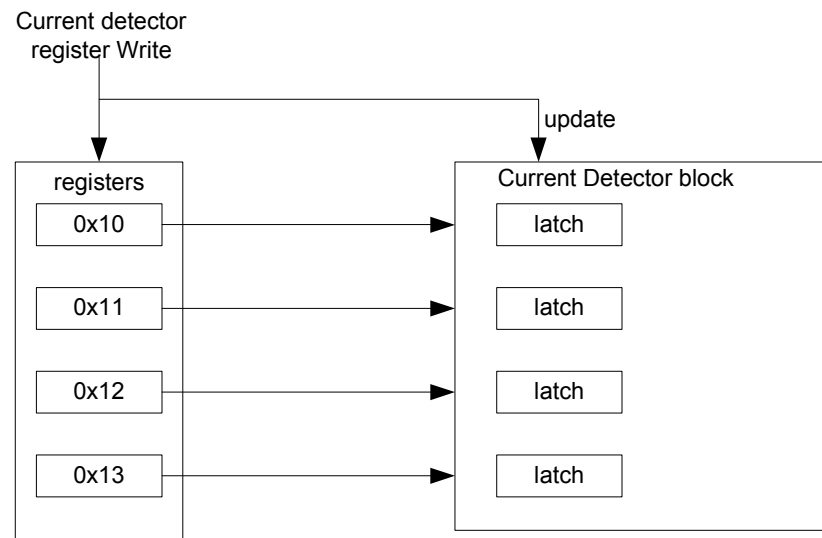 Current detector
register Write
update
registers
Current Detector block
0x10
latch
0x11
latch
0x12
latch
0x13
latch